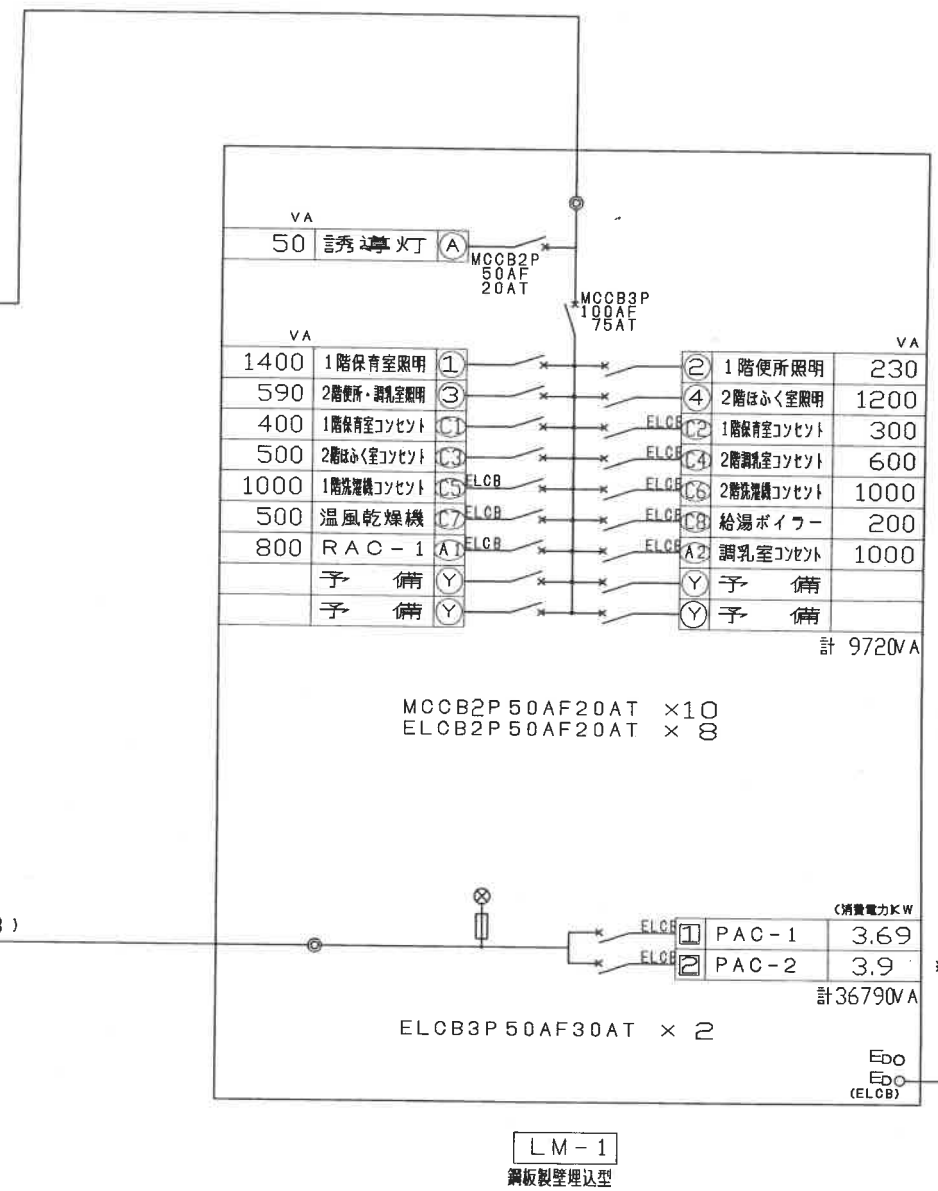 VA
50 誘導灯 A
MCCB2P
50AF
20AT
MCCB3P
100AF
75AT
VA
VA
1400 1階保育室照明 1 2 1階便所照明 230
590 2階便所・調乳室照明 3 4 2階ほふく室照明 1200
400 1階保育室コンセント C1 ELCB C2 1階保育室コンセント 300
500 2階ほふく室コンセント C3 ELCB C4 2階調乳室コンセント 600
1000 1階洗濯機コンセント C5 ELCB ELCB C6 2階洗濯機コンセント 1000
500 温風乾燥機 C7 ELCB ELCB C8 給湯ボイラー 200
800 RAC-1 A1 ELCB ELCB A2 調乳室コンセント 1000
予備 Y Y 予備
予備 Y Y 予備
計 9720VA
MCCB2P50AF20AT ×10
ELCB2P50AF20AT × 8
)
(消費電力KW
ELCB 1 PAC-1 3.69
ELCB 2 PAC-2 3.9
計36790VA
ELCB3P50AF30AT × 2
ED
ED
(ELCB)
LM-1
鋼板製壁埋込型